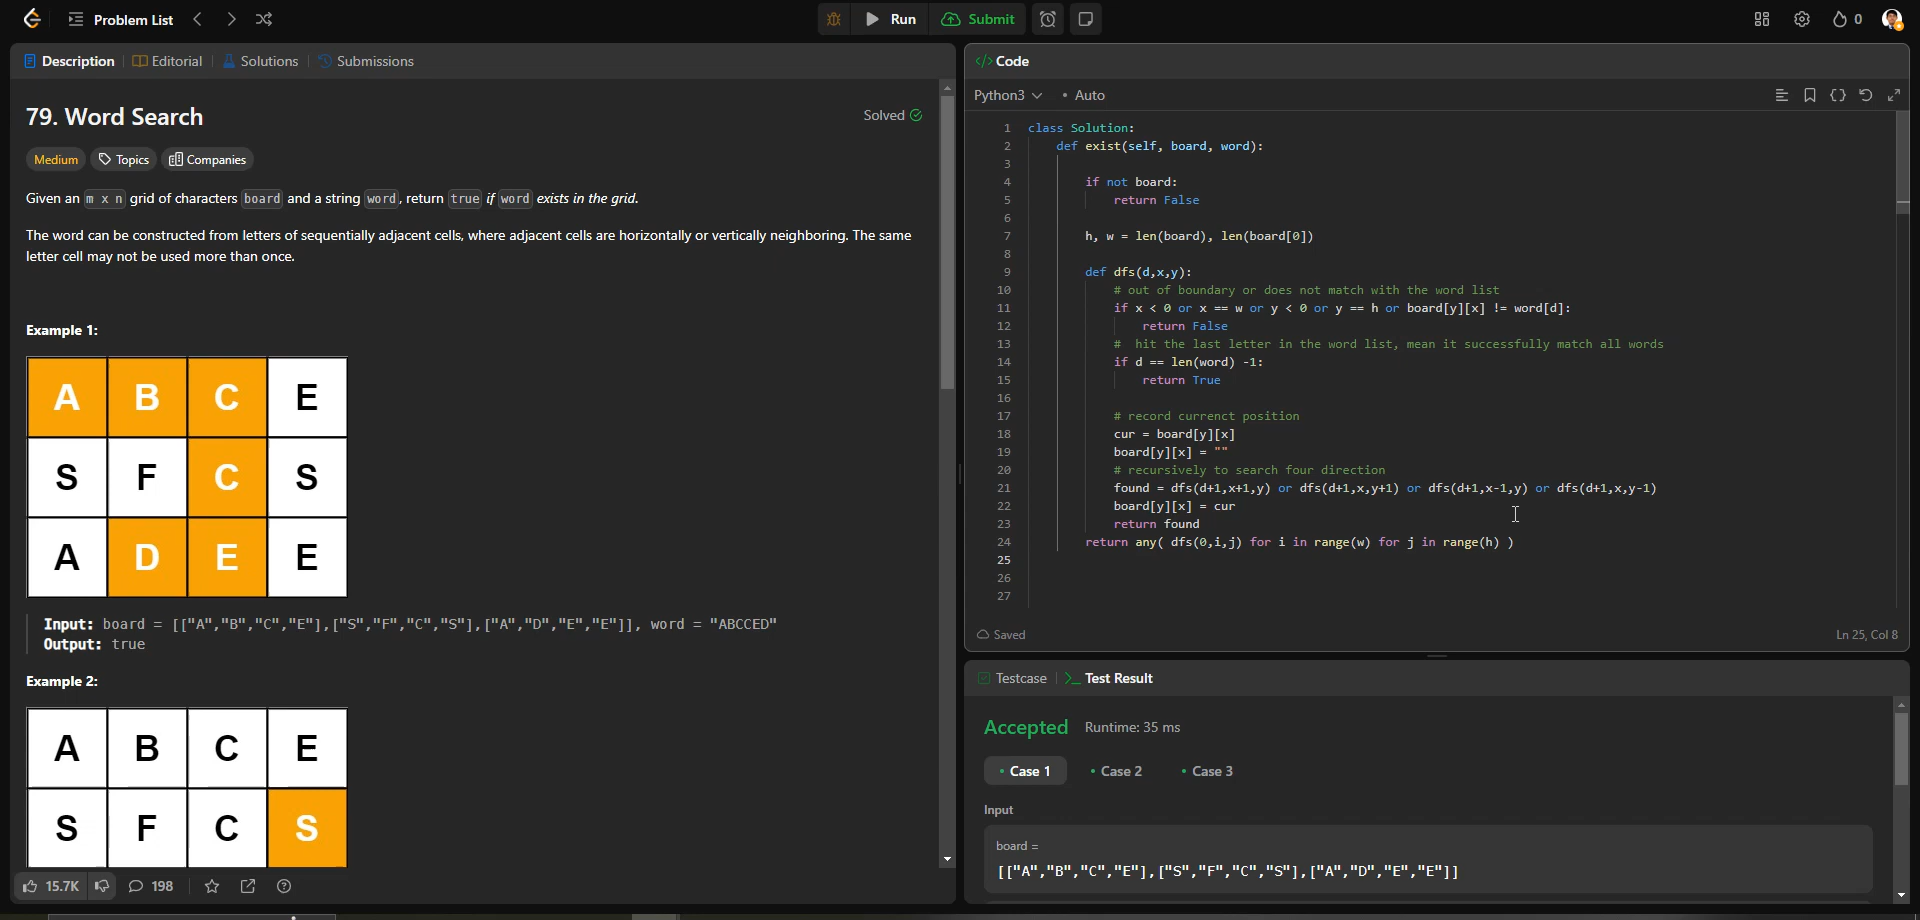 Problem List
Run
Submit
0
Description
Editorial
Solutions
Submissions
79. Word Search
Solved
Medium
Topics
Companies
Given an m x n grid of characters board and a string word, return true if word exists in the grid.
The word can be constructed from letters of sequentially adjacent cells, where adjacent cells are horizontally or vertically neighboring. The same
letter cell may not be used more than once.
Example 1:
A B C E
S F C S
A D E E
Input: board = [["A","B","C","E"],["S","F","C","S"],["A","D","E","E"]], word = "ABCCED"
Output: true
Example 2:
A B C E
S F C S
15.7K
198
</> Code
Python3
• Auto
1 class Solution:
2 def exist(self, board, word):
3
4 if not board:
5 return False
6
7 h, w = len(board), len(board[0])
8
9 def dfs(d,x,y):
10 # out of boundary or does not match with the word list
11 if x < 0 or x == w or y < 0 or y == h or board[y][x] != word[d]:
12 return False
13 # hit the last letter in the word list, mean it successfully match all words
14 if d == len(word) -1:
15 return True
16
17 # record currenct position
18 cur = board[y][x]
19 board[y][x] = ""
20 # recursively to search four direction
21 found = dfs(d+1,x+1,y) or dfs(d+1,x,y+1) or dfs(d+1,x-1,y) or dfs(d+1,x,y-1)
22 board[y][x] = cur
23 return found
24 return any( dfs(0,i,j) for i in range(w) for j in range(h) )
25
26
27
Saved
Ln 25, Col 8
Testcase
Test Result
Accepted
Runtime: 35 ms
• Case 1
• Case 2
• Case 3
Input
board =
[["A","B","C","E"],["S","F","C","S"],["A","D","E","E"]]